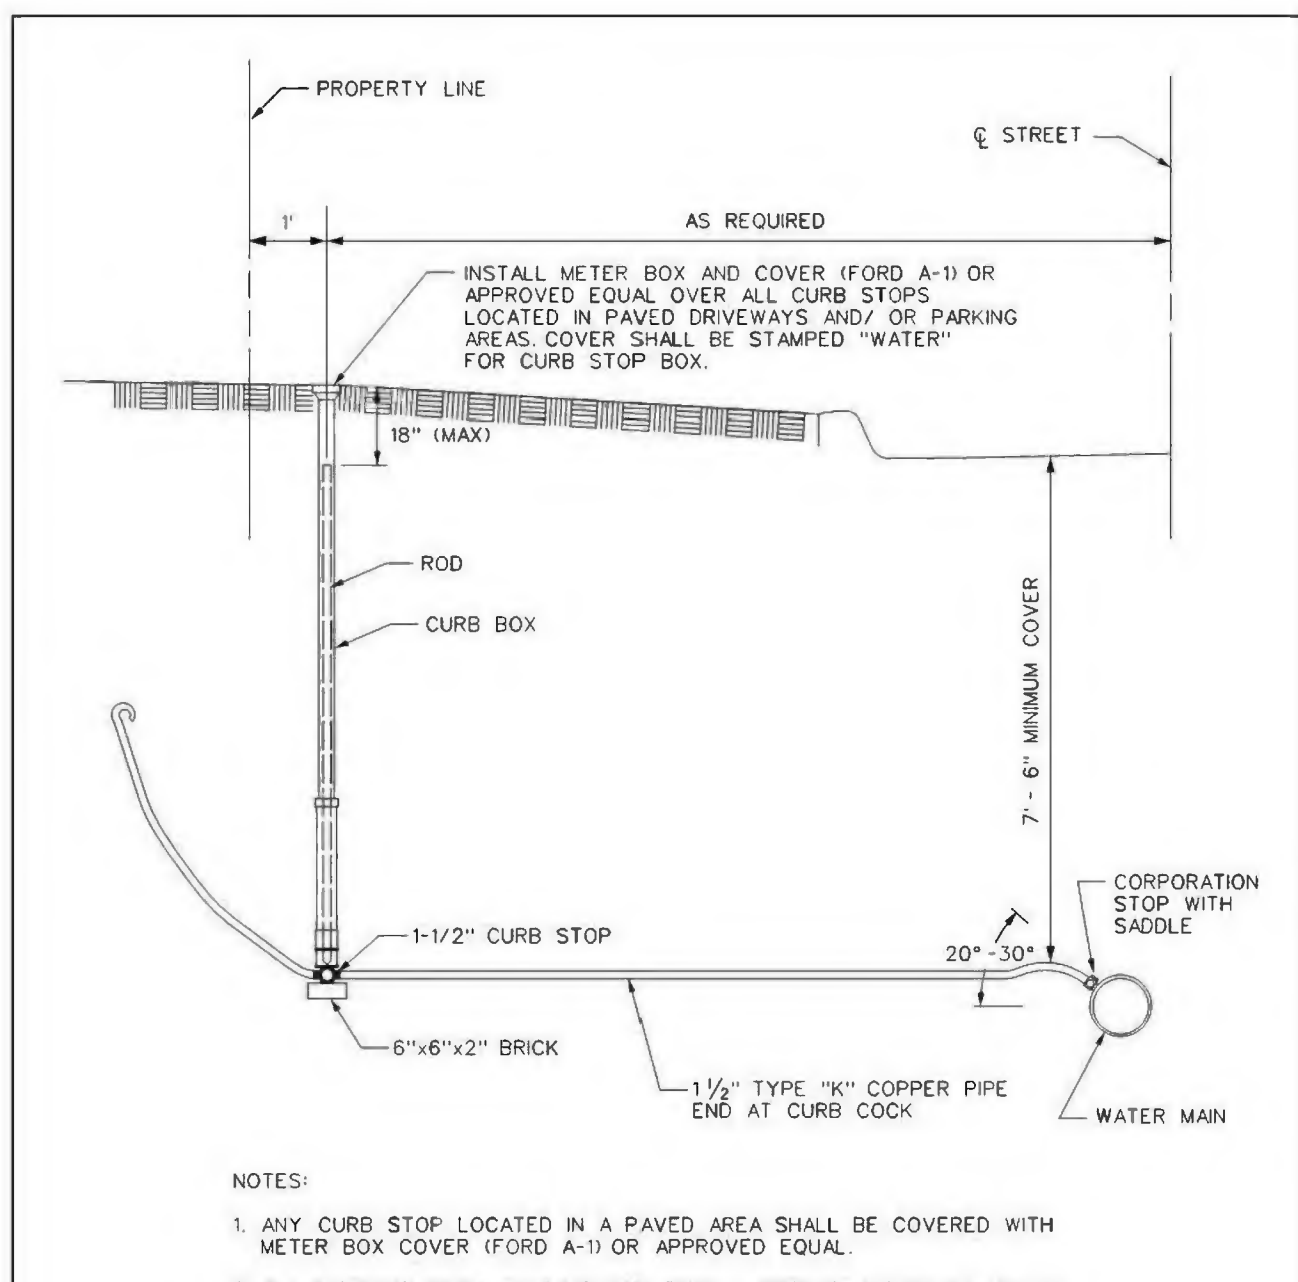 PROPERTY LINE
℄ STREET
1'
AS REQUIRED
INSTALL METER BOX AND COVER (FORD A-1) OR
APPROVED EQUAL OVER ALL CURB STOPS
LOCATED IN PAVED DRIVEWAYS AND/ OR PARKING
AREAS. COVER SHALL BE STAMPED "WATER"
FOR CURB STOP BOX.
18" (MAX)
ROD
CURB BOX
7' - 6" MINIMUM COVER
CORPORATION
STOP WITH
SADDLE
1-1/2" CURB STOP
20° -30°
6"x6"x2" BRICK
1 1/2" TYPE "K" COPPER PIPE
END AT CURB COCK
WATER MAIN
NOTES:
1. ANY CURB STOP LOCATED IN A PAVED AREA SHALL BE COVERED WITH
METER BOX COVER (FORD A-1) OR APPROVED EQUAL.